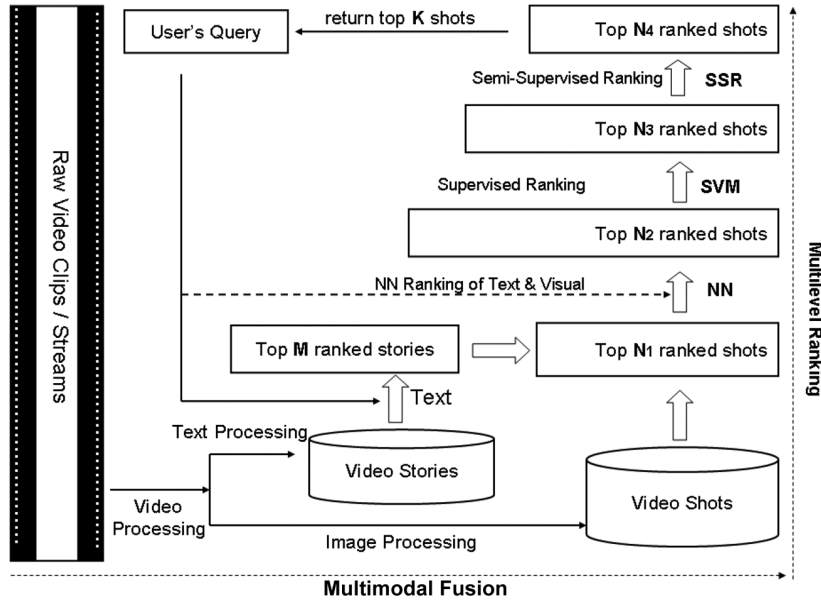 User's Query
return top K shots
Top N4 ranked shots
Semi-Supervised Ranking
SSR
Top N3 ranked shots
Supervised Ranking
SVM
Top N2 ranked shots
NN Ranking of Text & Visual
NN
Top M ranked stories
Top N1 ranked shots
Text
Text Processing
Video Stories
Video
Processing
Video Shots
Image Processing
Raw Video Clips / Streams
Multilevel Ranking
Multimodal Fusion